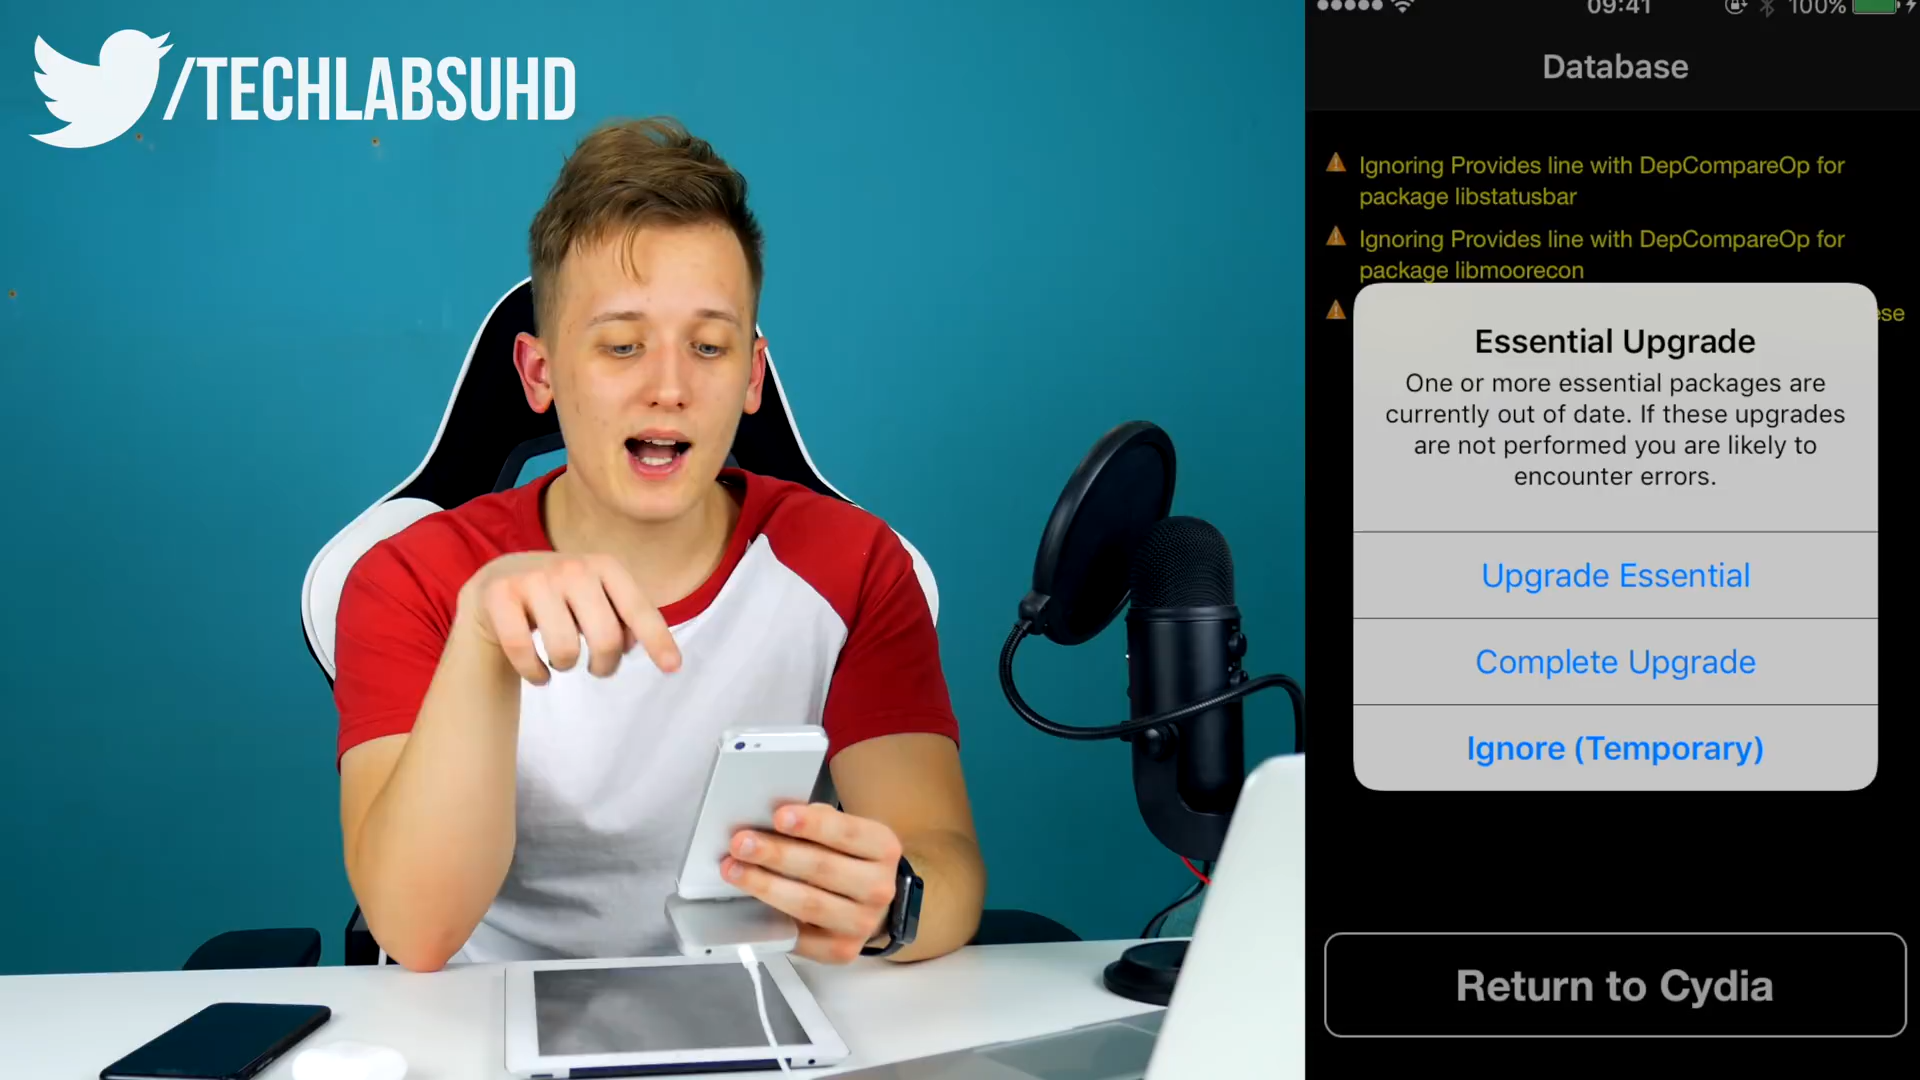 /TECHLABSUHD
09:41
100%
Database
Ignoring Provides line with DepCompareOp for
package libstatusbar
Ignoring Provides line with DepCompareOp for
package libmoorecon
Essential Upgrade
One or more essential packages are
currently out of date. If these upgrades
are not performed you are likely to
encounter errors.
Upgrade Essential
Complete Upgrade
Ignore (Temporary)
Return to Cydia